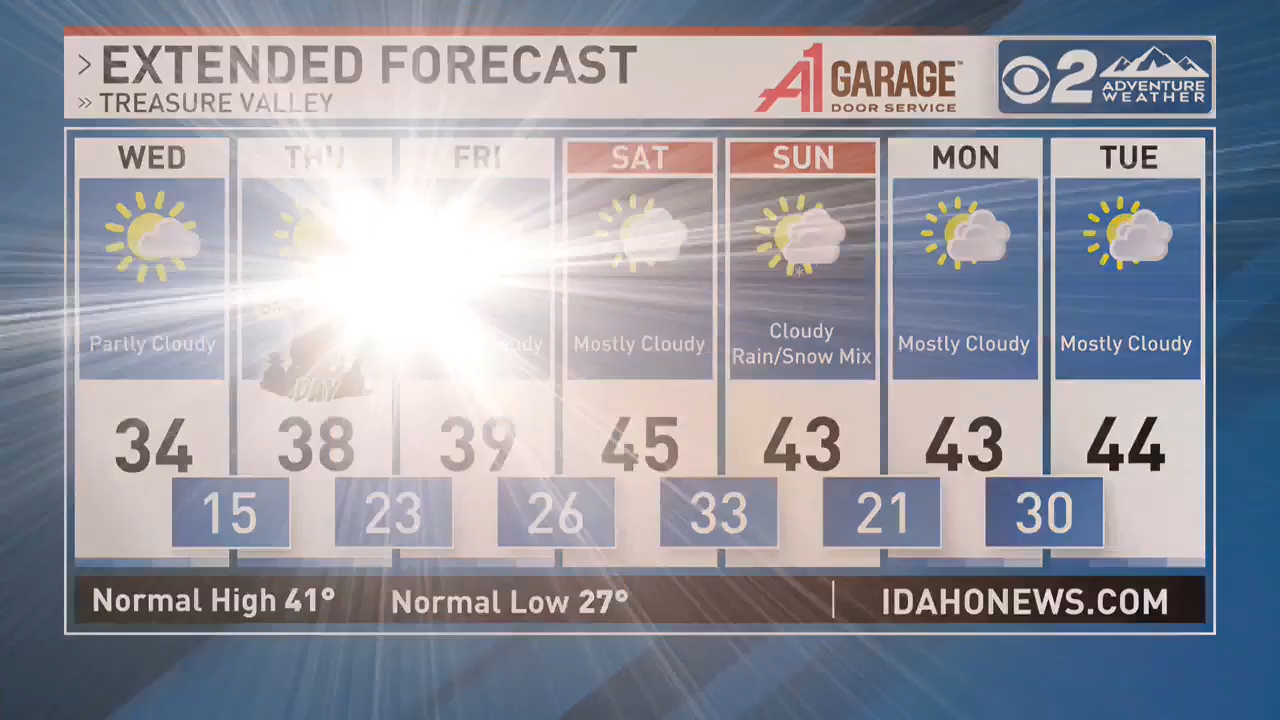 > EXTENDED FORECAST
» TREASURE VALLEY
A1 GARAGE™
DOOR SERVICE
2 ADVENTURE
WEATHER
WED THU FRI SAT SUN MON TUE
Partly Cloudy
DAY
Mostly Cloudy
Cloudy
Rain/Snow Mix
Mostly Cloudy
Mostly Cloudy
34 38 39 45 43 43 44
15 23 26 33 21 30
Normal High 41° Normal Low 27° IDAHONEWS.COM